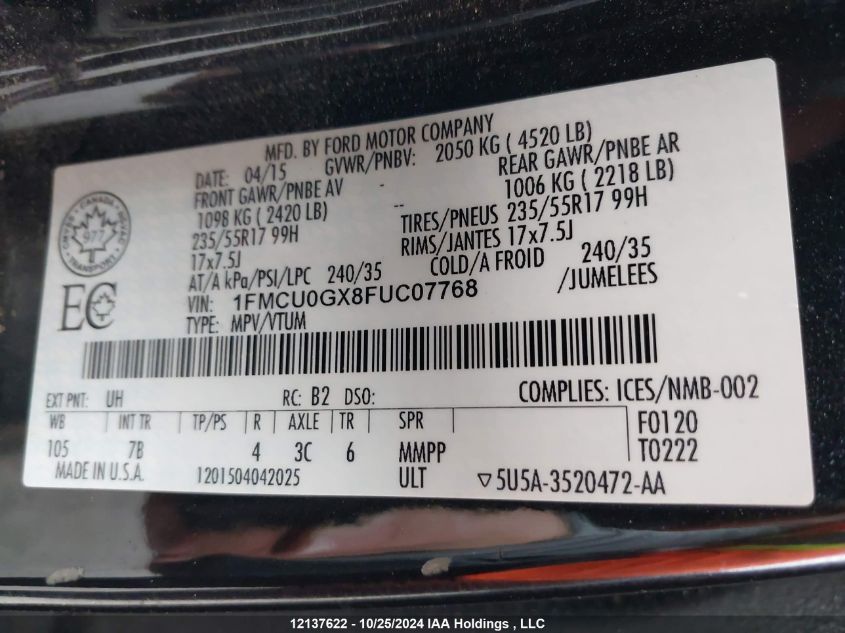 MFD. BY FORD MOTOR COMPANY
DATE: 04/15 GVWR/PNBV: 2050 KG ( 4520 LB)
FRONT GAWR/PNBE AV - REAR GAWR/PNBE AR
1098 KG ( 2420 LB) -- 1006 KG ( 2218 LB)
235/55R17 99H TIRES/PNEUS 235/55R17 99H
17x7.5J RIMS/JANTES 17x7.5J
AT/A kPa/PSI/LPC 240/35 COLD/A FROID 240/35
VIN: 1FMCU0GX8FUC07768 /JUMELEES
TYPE: MPV/VTUM
CANADA
977
TRANSPORT
EC
EXT PNT: UH RC: B2 DSO: COMPLIES: ICES/NMB-002
WB INT TR TP/PS R AXLE TR SPR F0120
105 7B 4 3C 6 MMPP T0222
MADE IN U.S.A. 1201504042025 ULT ▽5U5A-3520472-AA
12137622 - 10/25/2024 IAA Holdings , LLC